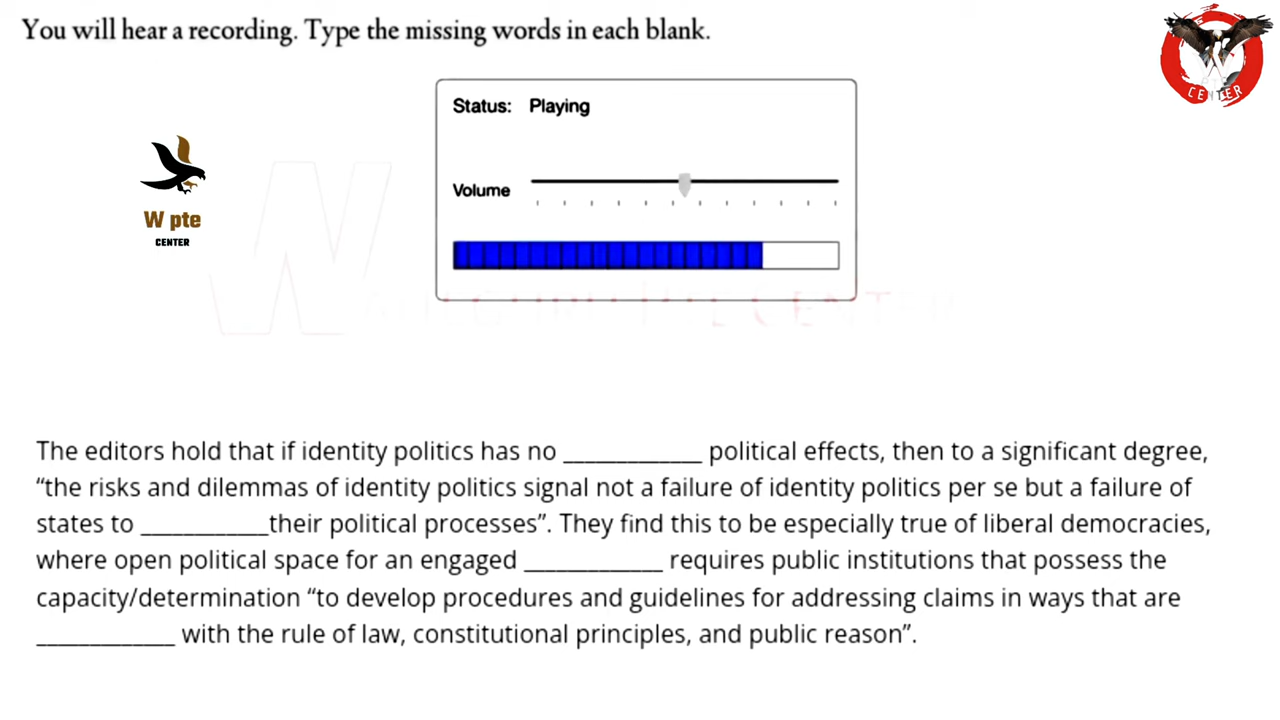 You will hear a recording. Type the missing words in each blank.
CENTER
Status: Playing
W pte
CENTER
Volume
The editors hold that if identity politics has no _____________ political effects, then to a significant degree,
“the risks and dilemmas of identity politics signal not a failure of identity politics per se but a failure of
states to ____________their political processes”. They find this to be especially true of liberal democracies,
where open political space for an engaged _____________ requires public institutions that possess the
capacity/determination “to develop procedures and guidelines for addressing claims in ways that are
_____________ with the rule of law, constitutional principles, and public reason”.